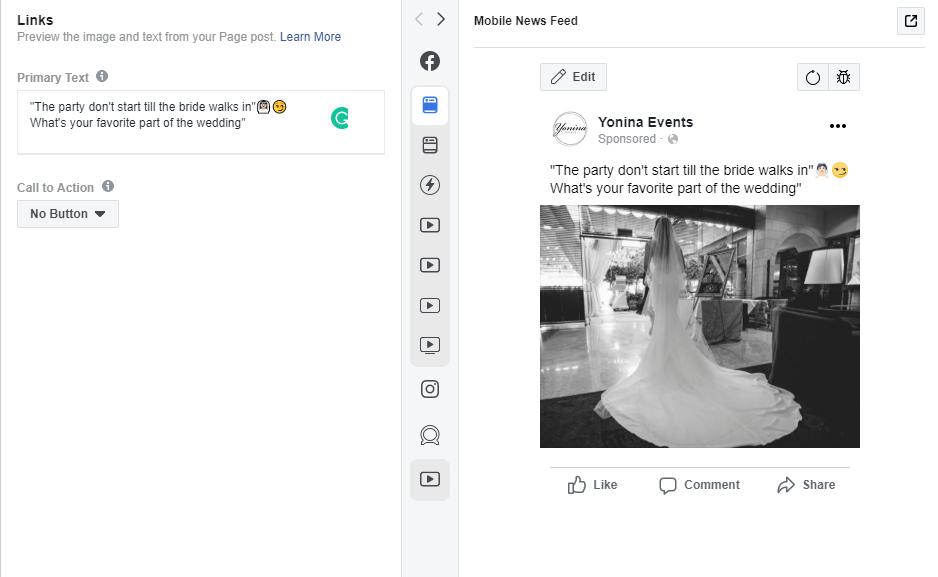 Links
Preview the image and text from your Page post. Learn More
Primary Text
"The party don't start till the bride walks in"👰😏
What's your favorite part of the wedding"
Call to Action
No Button
Mobile News Feed
Edit
Yonina
Yonina Events
Sponsored ·
"The party don't start till the bride walks in"👰😏
What's your favorite part of the wedding"
Like
Comment
Share